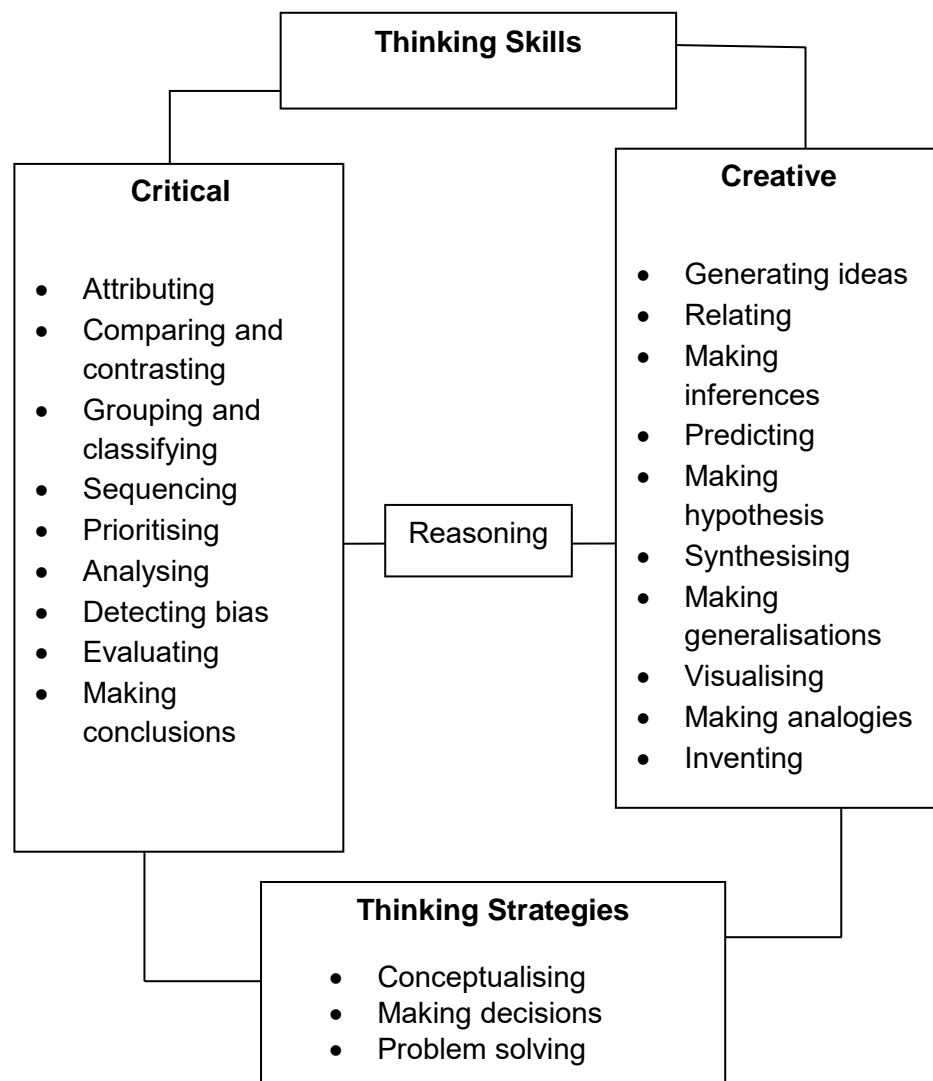 Thinking Skills
Critical
• Attributing
• Comparing and
contrasting
• Grouping and
classifying
• Sequencing
• Prioritising
• Analysing
• Detecting bias
• Evaluating
• Making
conclusions
Reasoning
Creative
• Generating ideas
• Relating
• Making
inferences
• Predicting
• Making
hypothesis
• Synthesising
• Making
generalisations
• Visualising
• Making analogies
• Inventing
Thinking Strategies
• Conceptualising
• Making decisions
• Problem solving